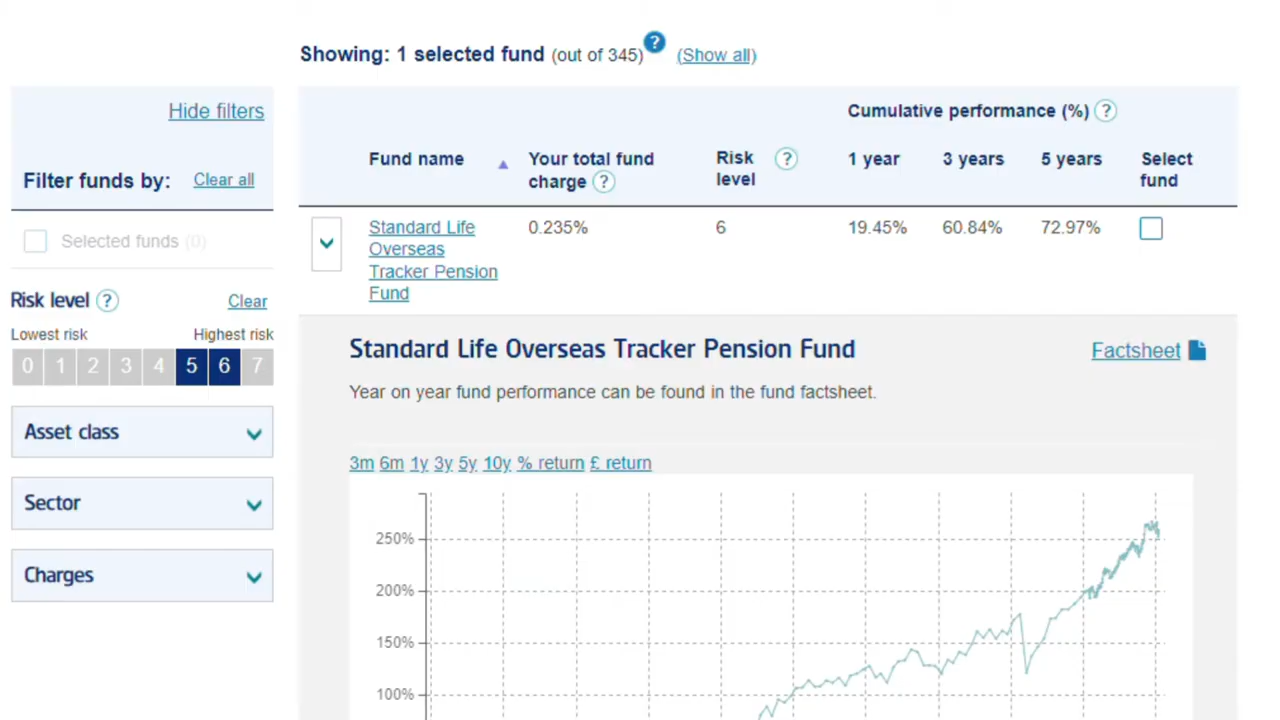 Showing: 1 selected fund (out of 345) ? (Show all)
Hide filters
Filter funds by: Clear all
Selected funds (0)
Risk level ? Clear
Lowest risk Highest risk
0 1 2 3 4 5 6 7
Asset class
Sector
Charges
Cumulative performance (%) ?
Fund name Your total fund charge ? Risk level ? 1 year 3 years 5 years Select fund
Standard Life 0.235% 6 19.45% 60.84% 72.97%
Overseas
Tracker Pension
Fund
Standard Life Overseas Tracker Pension Fund Factsheet
Year on year fund performance can be found in the fund factsheet.
3m 6m 1y 3y 5y 10y % return £ return
250%
200%
150%
100%